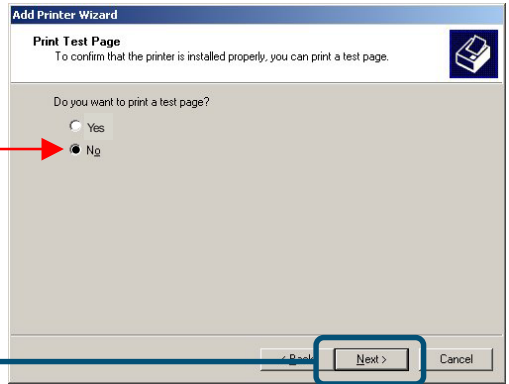 Add Printer Wizard
Print Test Page
To confirm that the printer is installed properly, you can print a test page.
Do you want to print a test page?
Yes
No
< Back
Next >
Cancel